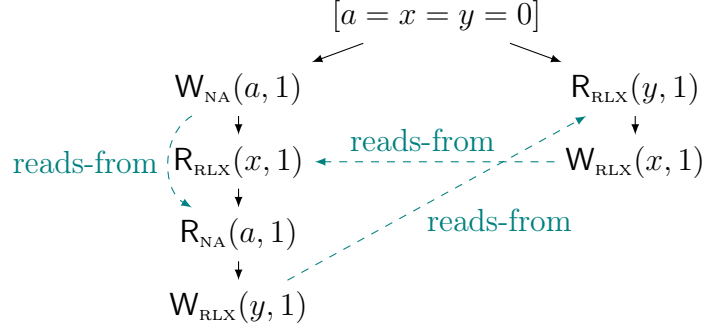 [a = x = y = 0]
W_NA(a, 1)
R_RLX(y, 1)
reads-from
reads-from
R_RLX(x, 1)
W_RLX(x, 1)
R_NA(a, 1)
reads-from
W_RLX(y, 1)